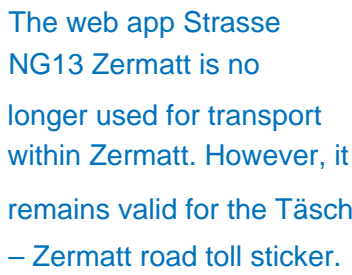 The web app Strasse
NG13 Zermatt is no
longer used for transport
within Zermatt. However, it
remains valid for the Täsch
– Zermatt road toll sticker.